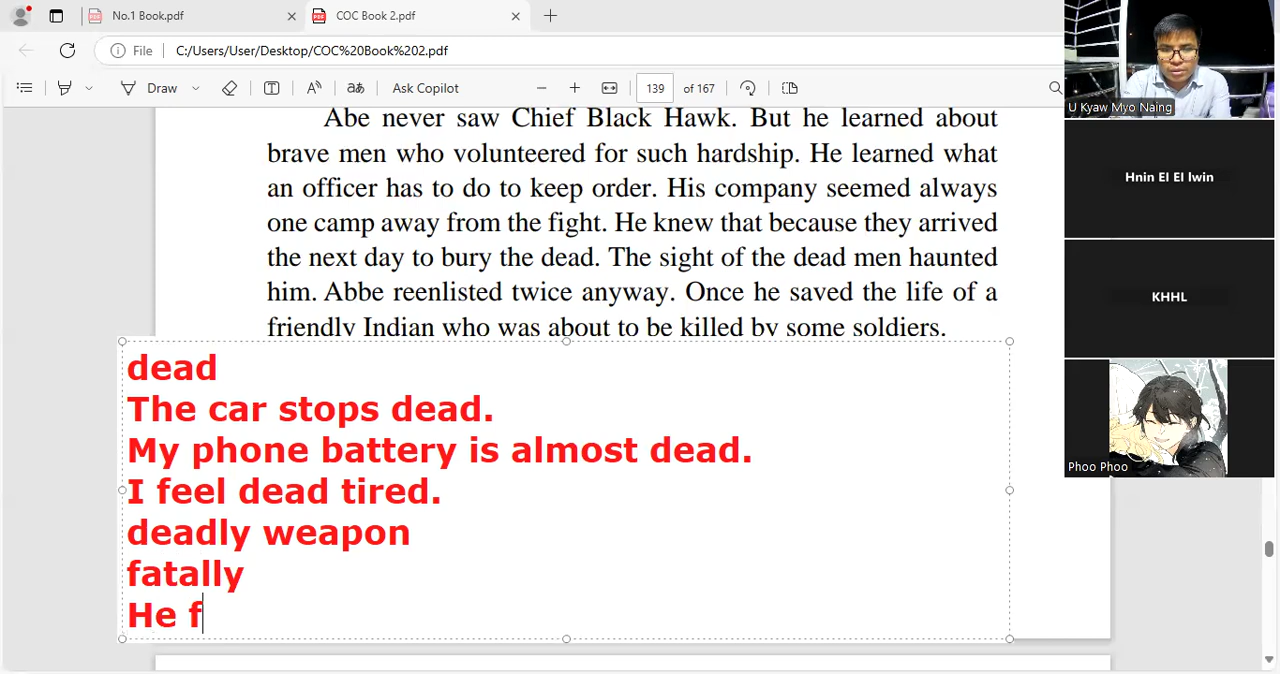 No.1 Book.pdf
COC Book 2.pdf
File
C:/Users/User/Desktop/COC%20Book%202.pdf
Draw
Ask Copilot
139 of 167
Abe never saw Chief Black Hawk. But he learned about
brave men who volunteered for such hardship. He learned what
an officer has to do to keep order. His company seemed always
one camp away from the fight. He knew that because they arrived
the next day to bury the dead. The sight of the dead men haunted
him. Abbe reenlisted twice anyway. Once he saved the life of a
friendly Indian who was about to be killed by some soldiers.
dead
The car stops dead.
My phone battery is almost dead.
I feel dead tired.
deadly weapon
fatally
He f
U Kyaw Myo Naing
Hnin EI EI lwin
KHHL
Phoo Phoo